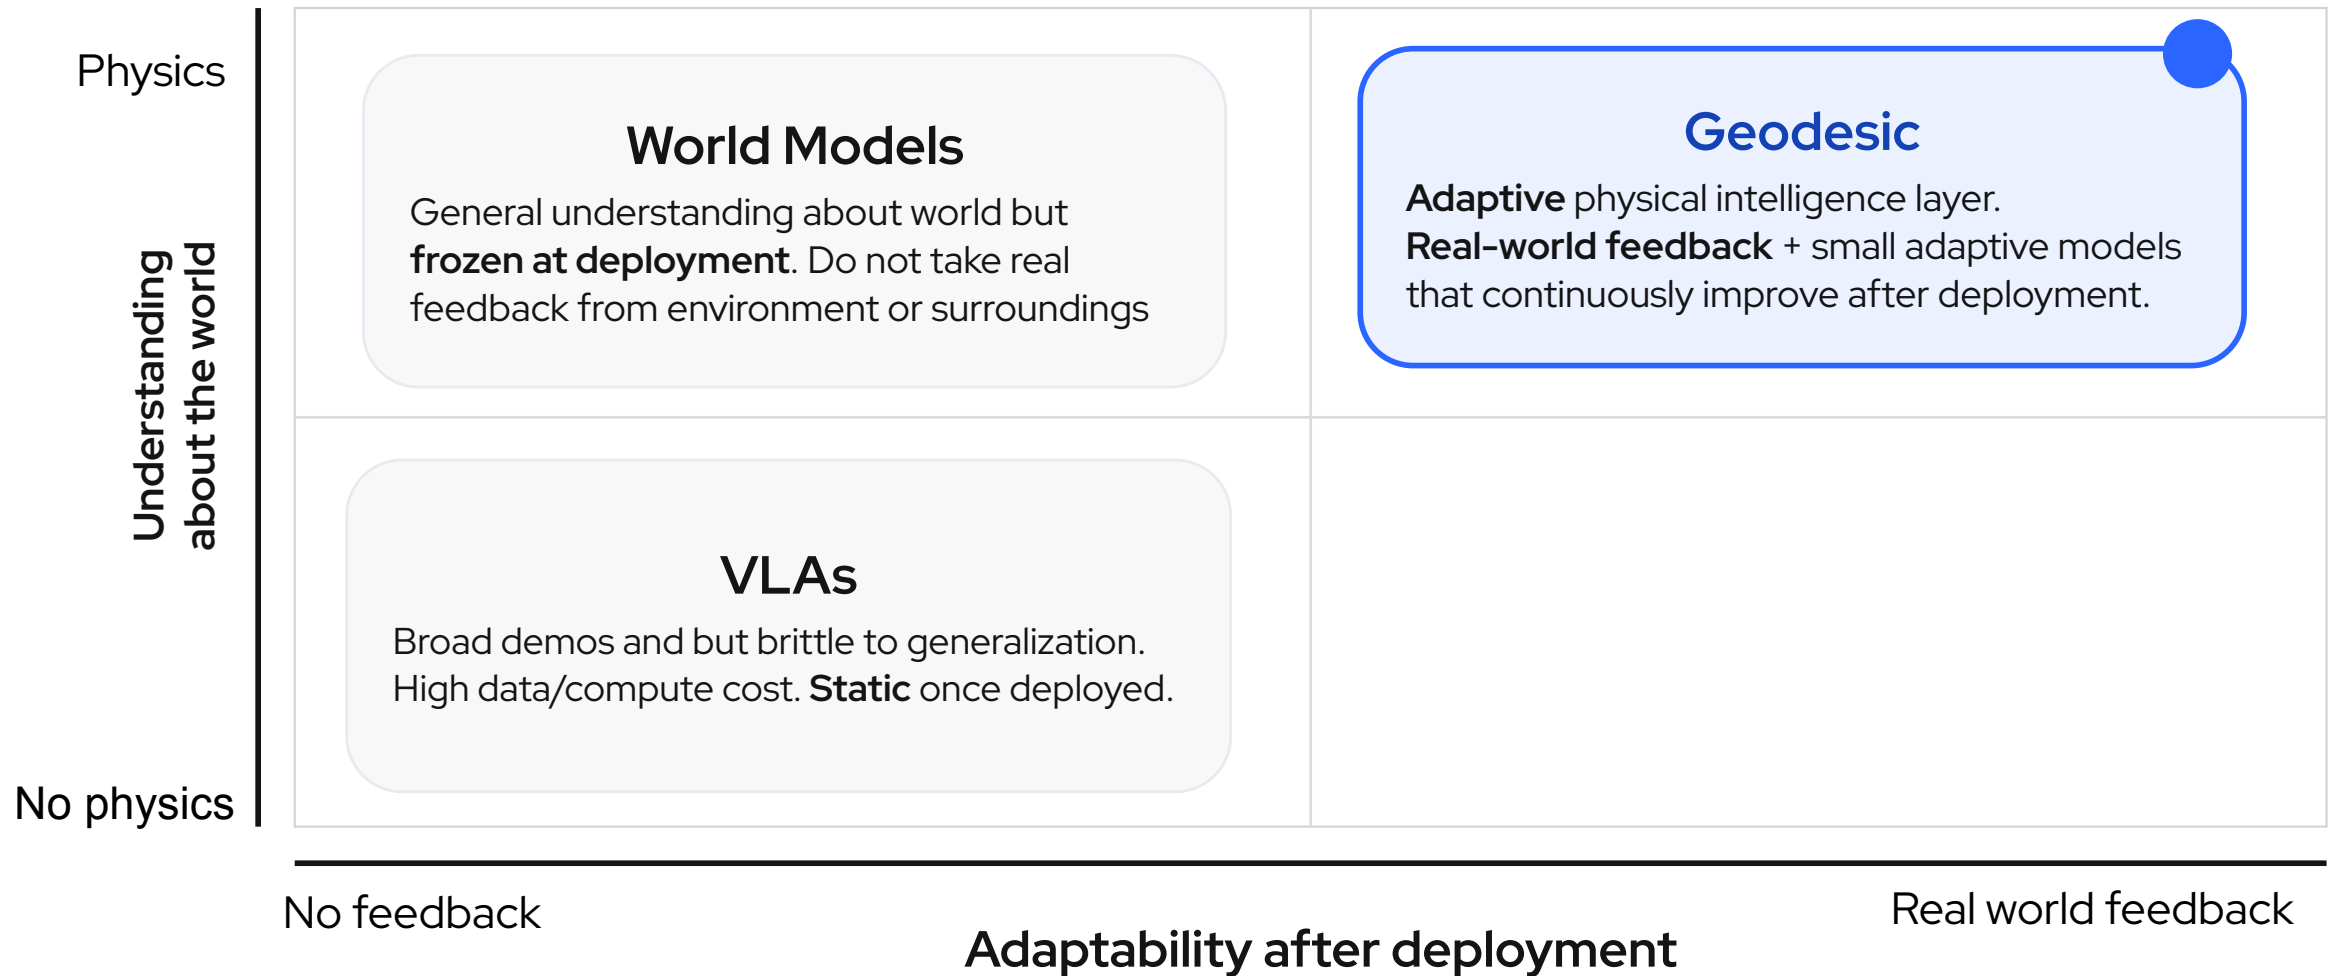 Physics
Understanding
about the world
No physics
World Models
General understanding about world but
frozen at deployment. Do not take real
feedback from environment or surroundings
Geodesic
Adaptive physical intelligence layer.
Real-world feedback + small adaptive models
that continuously improve after deployment.
VLAs
Broad demos and but brittle to generalization.
High data/compute cost. Static once deployed.
No feedback
Real world feedback
Adaptability after deployment